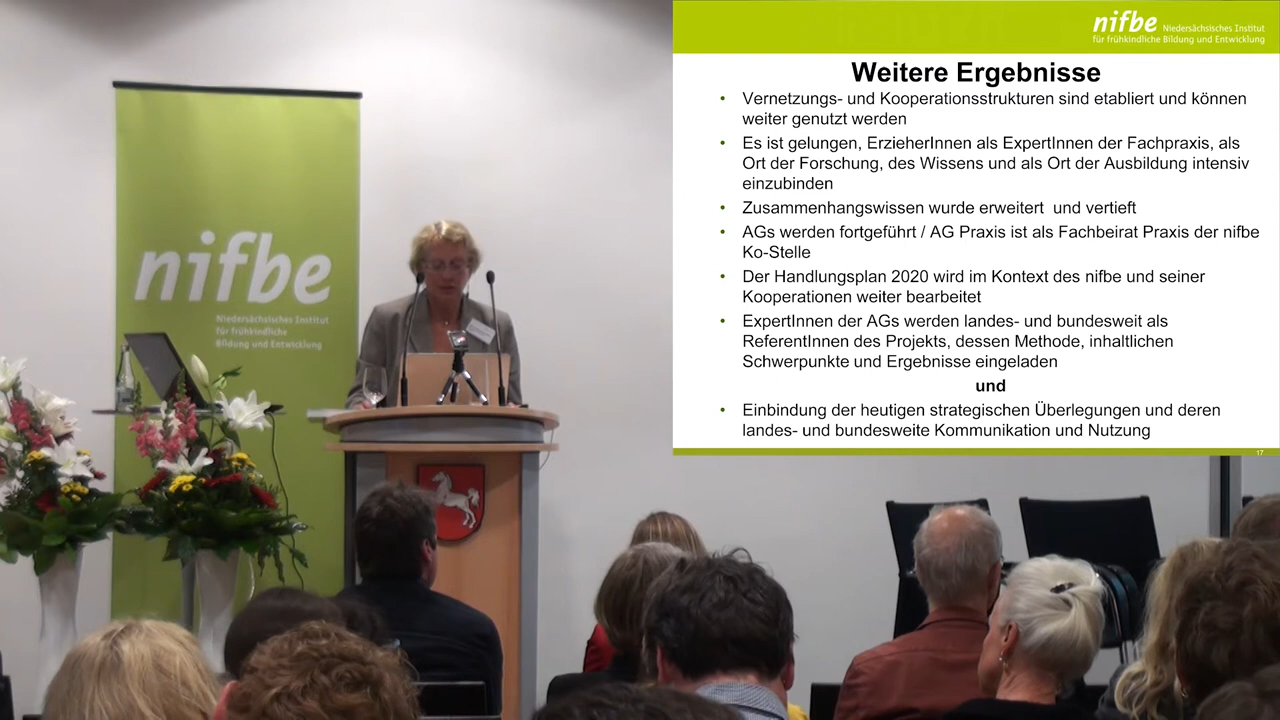 nifbe Niedersächsisches Institut
für frühkindliche Bildung und Entwicklung
Weitere Ergebnisse
• Vernetzungs- und Kooperationsstrukturen sind etabliert und können
weiter genutzt werden
• Es ist gelungen, ErzieherInnen als ExpertInnen der Fachpraxis, als
Ort der Forschung, des Wissens und als Ort der Ausbildung intensiv
einzubinden
• Zusammenhangswissen wurde erweitert und vertieft
• AGs werden fortgeführt / AG Praxis ist als Fachbeirat Praxis der nifbe
Ko-Stelle
• Der Handlungsplan 2020 wird im Kontext des nifbe und seiner
Kooperationen weiter bearbeitet
• ExpertInnen der AGs werden landes- und bundesweit als
ReferentInnen des Projekts, dessen Methode, inhaltlichen
Schwerpunkte und Ergebnisse eingeladen
und
• Einbindung der heutigen strategischen Überlegungen und deren
landes- und bundesweite Kommunikation und Nutzung
17
nifbe
Niedersächsisches Institut
für frühkindliche
Bildung und Entwicklung